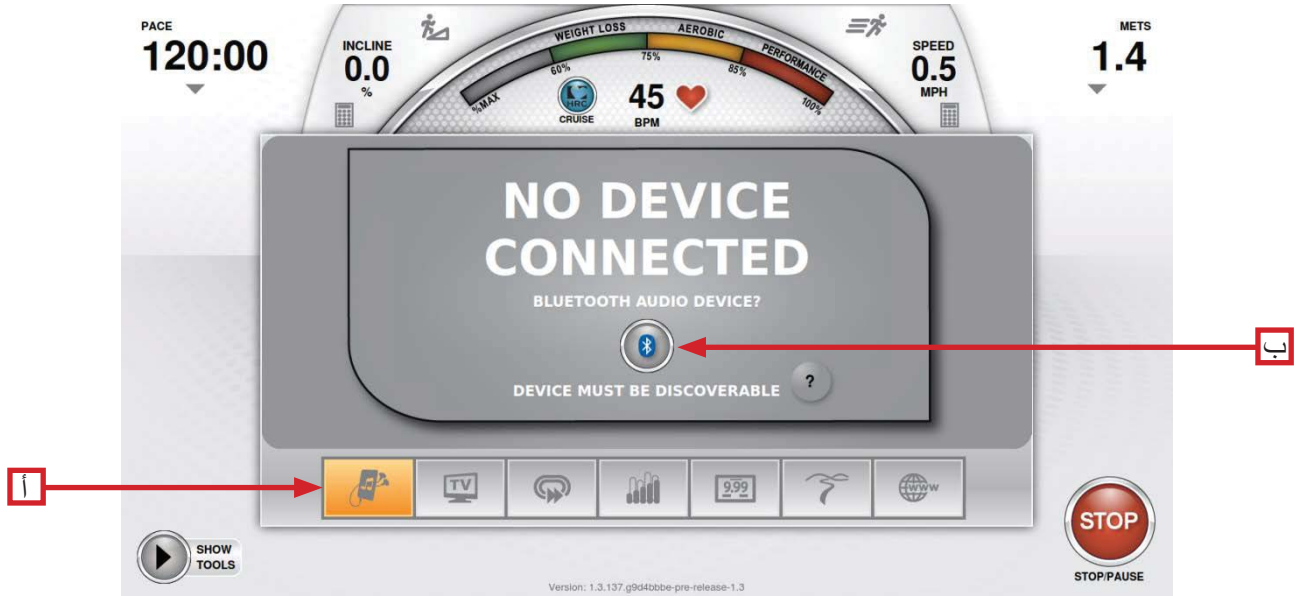 PACE
120:00
INCLINE
0.0
%
WEIGHT LOSS
AEROBIC
PERFORMANCE
%MAX
60%
75%
85%
100%
HRC
CRUISE
45
BPM
SPEED
0.5
MPH
METS
1.4
NO DEVICE
CONNECTED
BLUETOOTH AUDIO DEVICE?
ب
DEVICE MUST BE DISCOVERABLE ?
أ
TV
9.99
www
SHOW
TOOLS
STOP
STOP/PAUSE
Version: 1.3.137.g9d4bbbe-pre-release-1.3